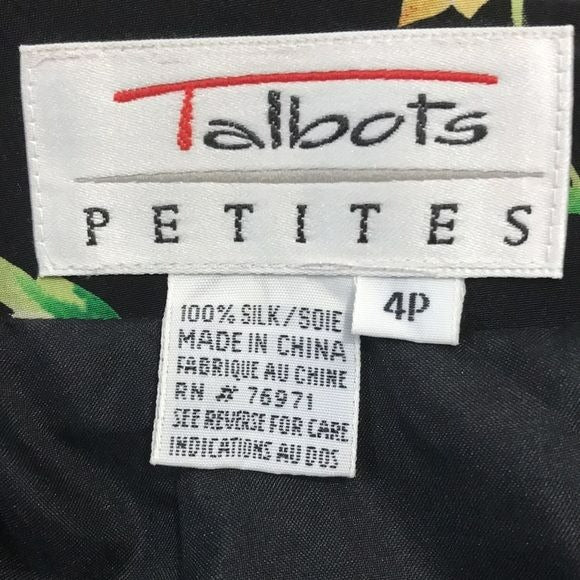 Talbots
PETITES
4P
100% SILK/SOIE
MADE IN CHINA
FABRIQUE AU CHINE
RN # 76971
SEE REVERSE FOR CARE
INDICATIONS AU DOS